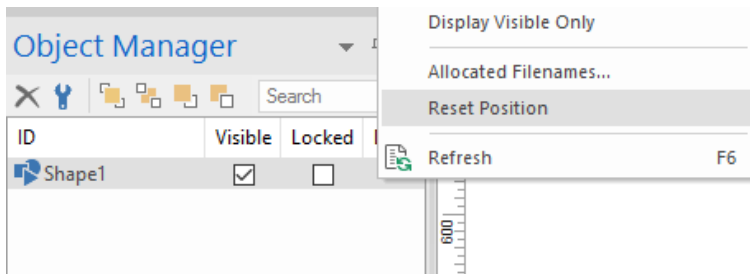 Object Manager
Search
ID Visible Locked
Shape1
Display Visible Only
Allocated Filenames...
Reset Position
Refresh F6
600